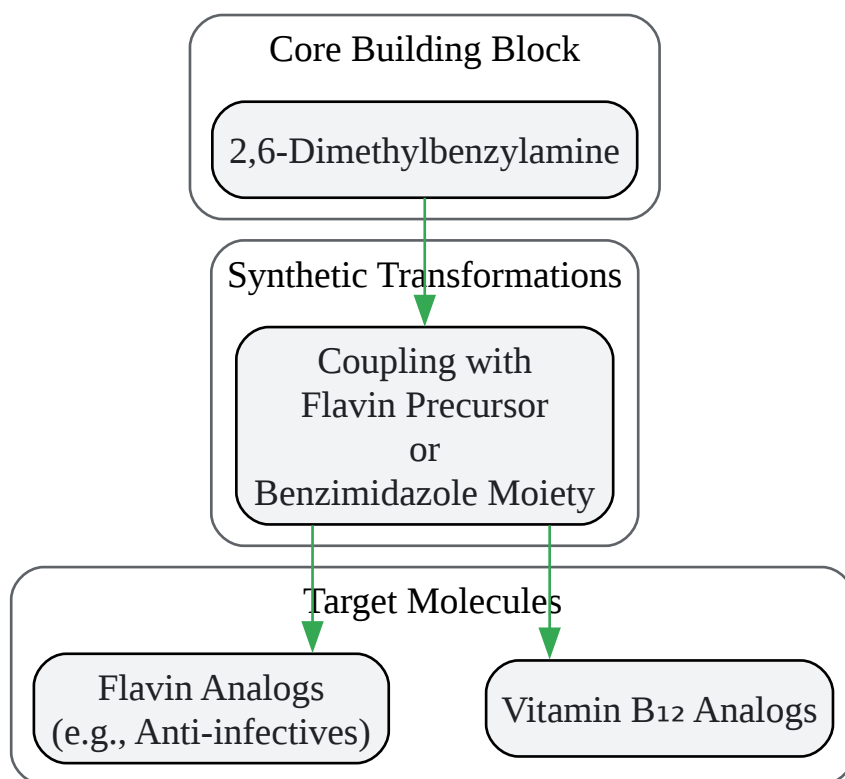 Core Building Block
2,6-Dimethylbenzylamine
Synthetic Transformations
Coupling with
Flavin Precursor
or
Benzimidazole Moiety
Target Molecules
Flavin Analogs
(e.g., Anti-infectives)
Vitamin B₁₂ Analogs